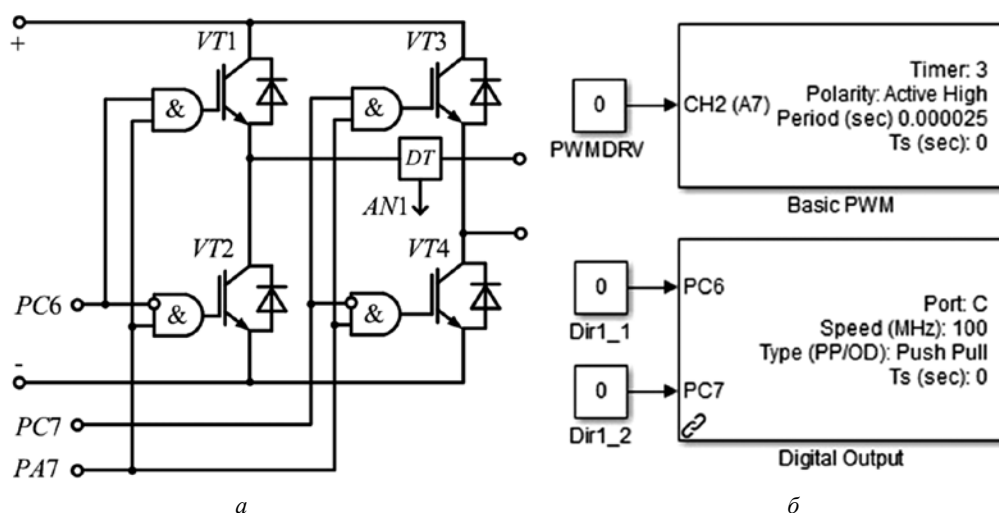 +
VT1
VT3
&
&
DT
AN1
VT2
VT4
PC6
&
&
-
PC7
PA7
а
0
PWMDRV
CH2 (A7)
Timer: 3
Polarity: Active High
Period (sec) 0.000025
Ts (sec): 0
Basic PWM
0
Dir1_1
0
Dir1_2
PC6
PC7
Port: C
Speed (MHz): 100
Type (PP/OD): Push Pull
Ts (sec): 0
Digital Output
б